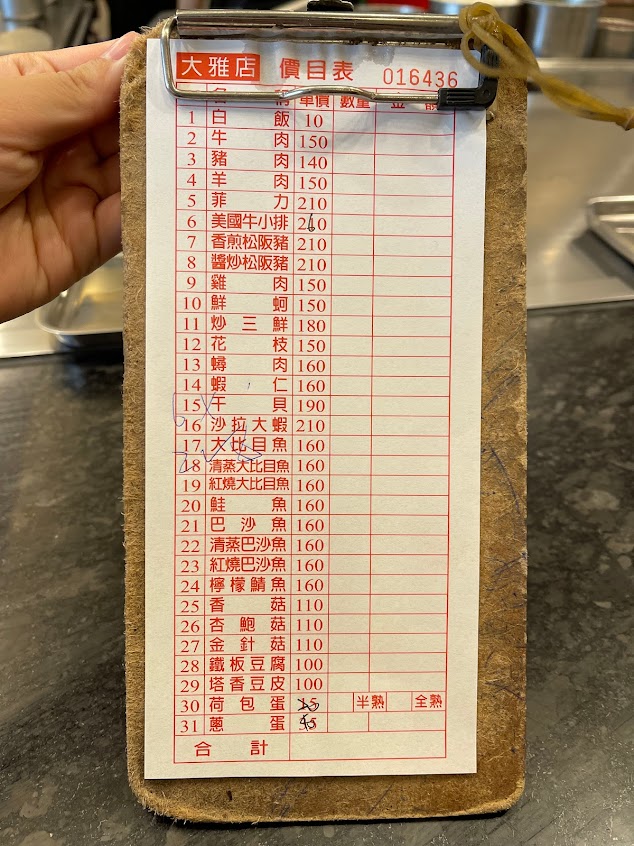 大雅店 價目表 016436
名 稱 單價 數量 金 額
1 白飯 10
2 牛肉 150
3 豬肉 140
4 羊肉 150
5 菲力 210
6 美國牛小排 260
7 香煎松阪豬 210
8 醬炒松阪豬 210
9 雞肉 150
10 鮮蚵 150
11 炒三鮮 180
12 花枝 150
13 蟳肉 160
14 蝦仁 160
15 干貝 190
16 沙拉大蝦 210
17 大比目魚 160
18 清蒸大比目魚 160
19 紅燒大比目魚 160
20 鮭魚 160
21 巴沙魚 160
22 清蒸巴沙魚 160
23 紅燒巴沙魚 160
24 檸檬鯖魚 160
25 香菇 110
26 杏鮑菇 110
27 金針菇 110
28 鐵板豆腐 100
29 塔香豆皮 100
30 荷包蛋 半熟 全熟
31 蔥蛋
合計